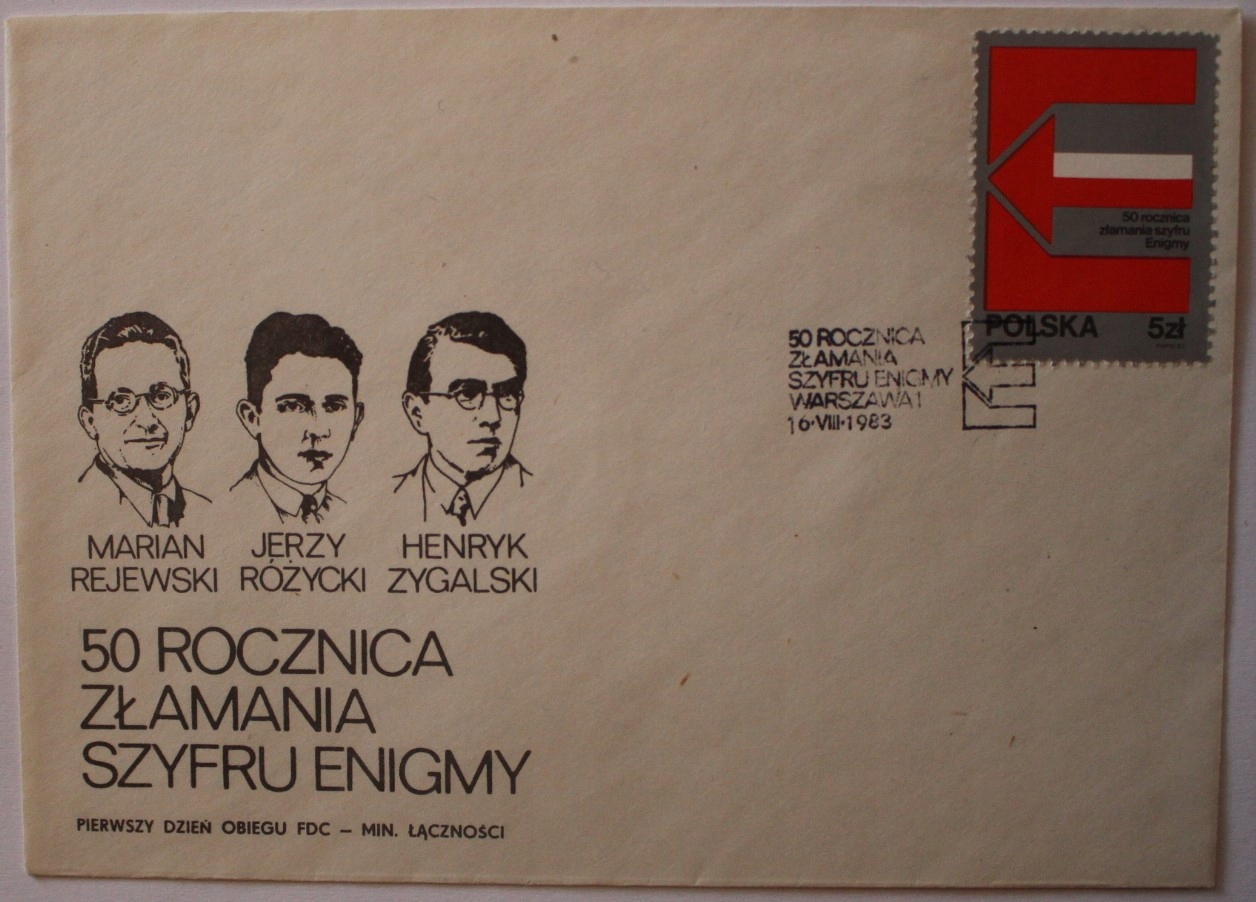 50 rocznica
złamania szyfru
Enigmy
POLSKA 5zł
50 ROCZNICA
ZŁAMANIA
SZYFRU ENIGMY
WARSZAWA 1
16·VIII·1983
MARIAN REJEWSKI
JERZY RÓŻYCKI
HENRYK ZYGALSKI
50 ROCZNICA
ZŁAMANIA
SZYFRU ENIGMY
PIERWSZY DZIEŃ OBIEGU FDC – MIN. ŁĄCZNOŚCI